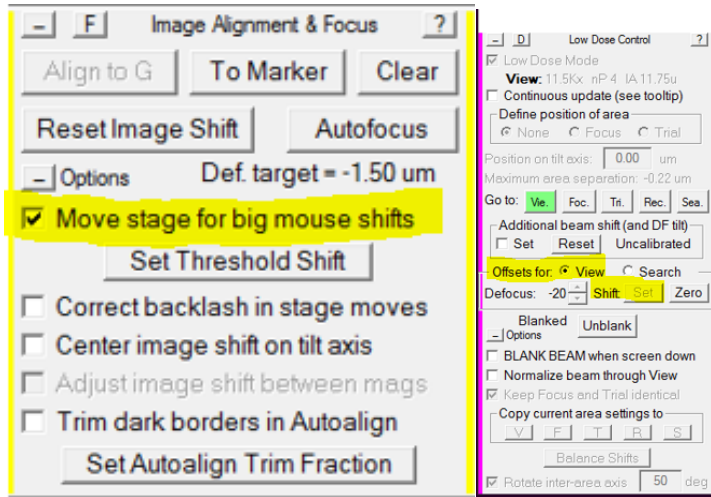 – F Image Alignment & Focus ?
Align to G To Marker Clear
Reset Image Shift Autofocus
– Options Def. target = -1.50 um
Move stage for big mouse shifts
Set Threshold Shift
Correct backlash in stage moves
Center image shift on tilt axis
Adjust image shift between mags
Trim dark borders in Autoalign
Set Autoalign Trim Fraction
– D Low Dose Control ?
Low Dose Mode
View: 11.5Kx nP 4 IA 11.75u
Continuous update (see tooltip)
Define position of area
None Focus Trial
Position on tilt axis: 0.00 um
Maximum area separation: -0.22 um
Go to: Vie. Foc. Tri. Rec. Sea.
Additional beam shift (and DF tilt)
Set Reset Uncalibrated
Offsets for: View Search
Defocus: -20 Shift: Set Zero
Blanked Unblank
– Options
BLANK BEAM when screen down
Normalize beam through View
Keep Focus and Trial identical
Copy current area settings to
V F T R S
Balance Shifts
Rotate inter-area axis 50 deg